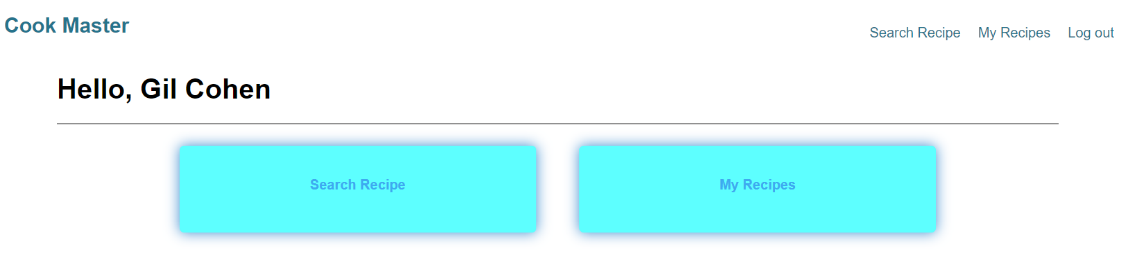 Cook Master
Search Recipe My Recipes Log out
Hello, Gil Cohen
Search Recipe
My Recipes